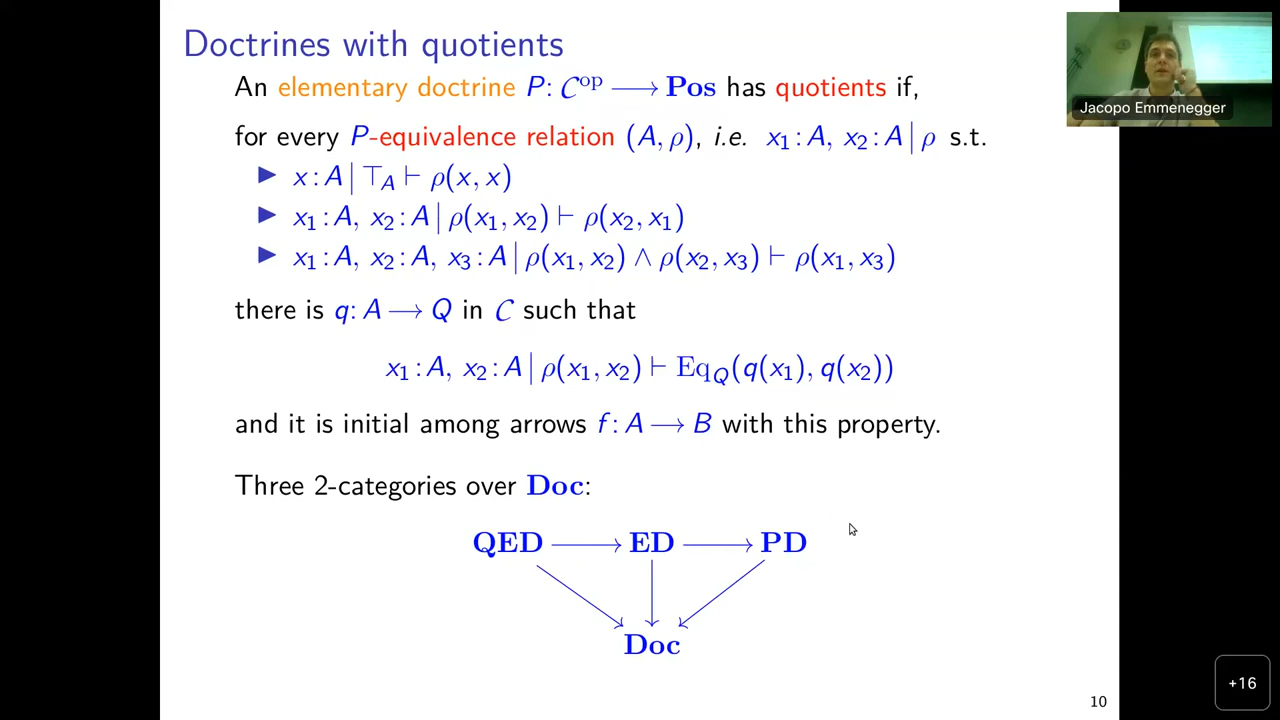 Doctrines with quotients
An elementary doctrine P: 𝒞ᵒᵖ ⟶ Pos has quotients if,
for every P-equivalence relation (A, ρ), i.e. x₁ : A, x₂ : A | ρ s.t.
▶ x : A | ⊤_A ⊢ ρ(x, x)
▶ x₁ : A, x₂ : A | ρ(x₁, x₂) ⊢ ρ(x₂, x₁)
▶ x₁ : A, x₂ : A, x₃ : A | ρ(x₁, x₂) ∧ ρ(x₂, x₃) ⊢ ρ(x₁, x₃)
there is q: A ⟶ Q in 𝒞 such that
x₁ : A, x₂ : A | ρ(x₁, x₂) ⊢ Eq_Q(q(x₁), q(x₂))
and it is initial among arrows f : A ⟶ B with this property.
Three 2-categories over Doc:
QED ⟶ ED ⟶ PD
Doc
10
Jacopo Emmenegger
+16